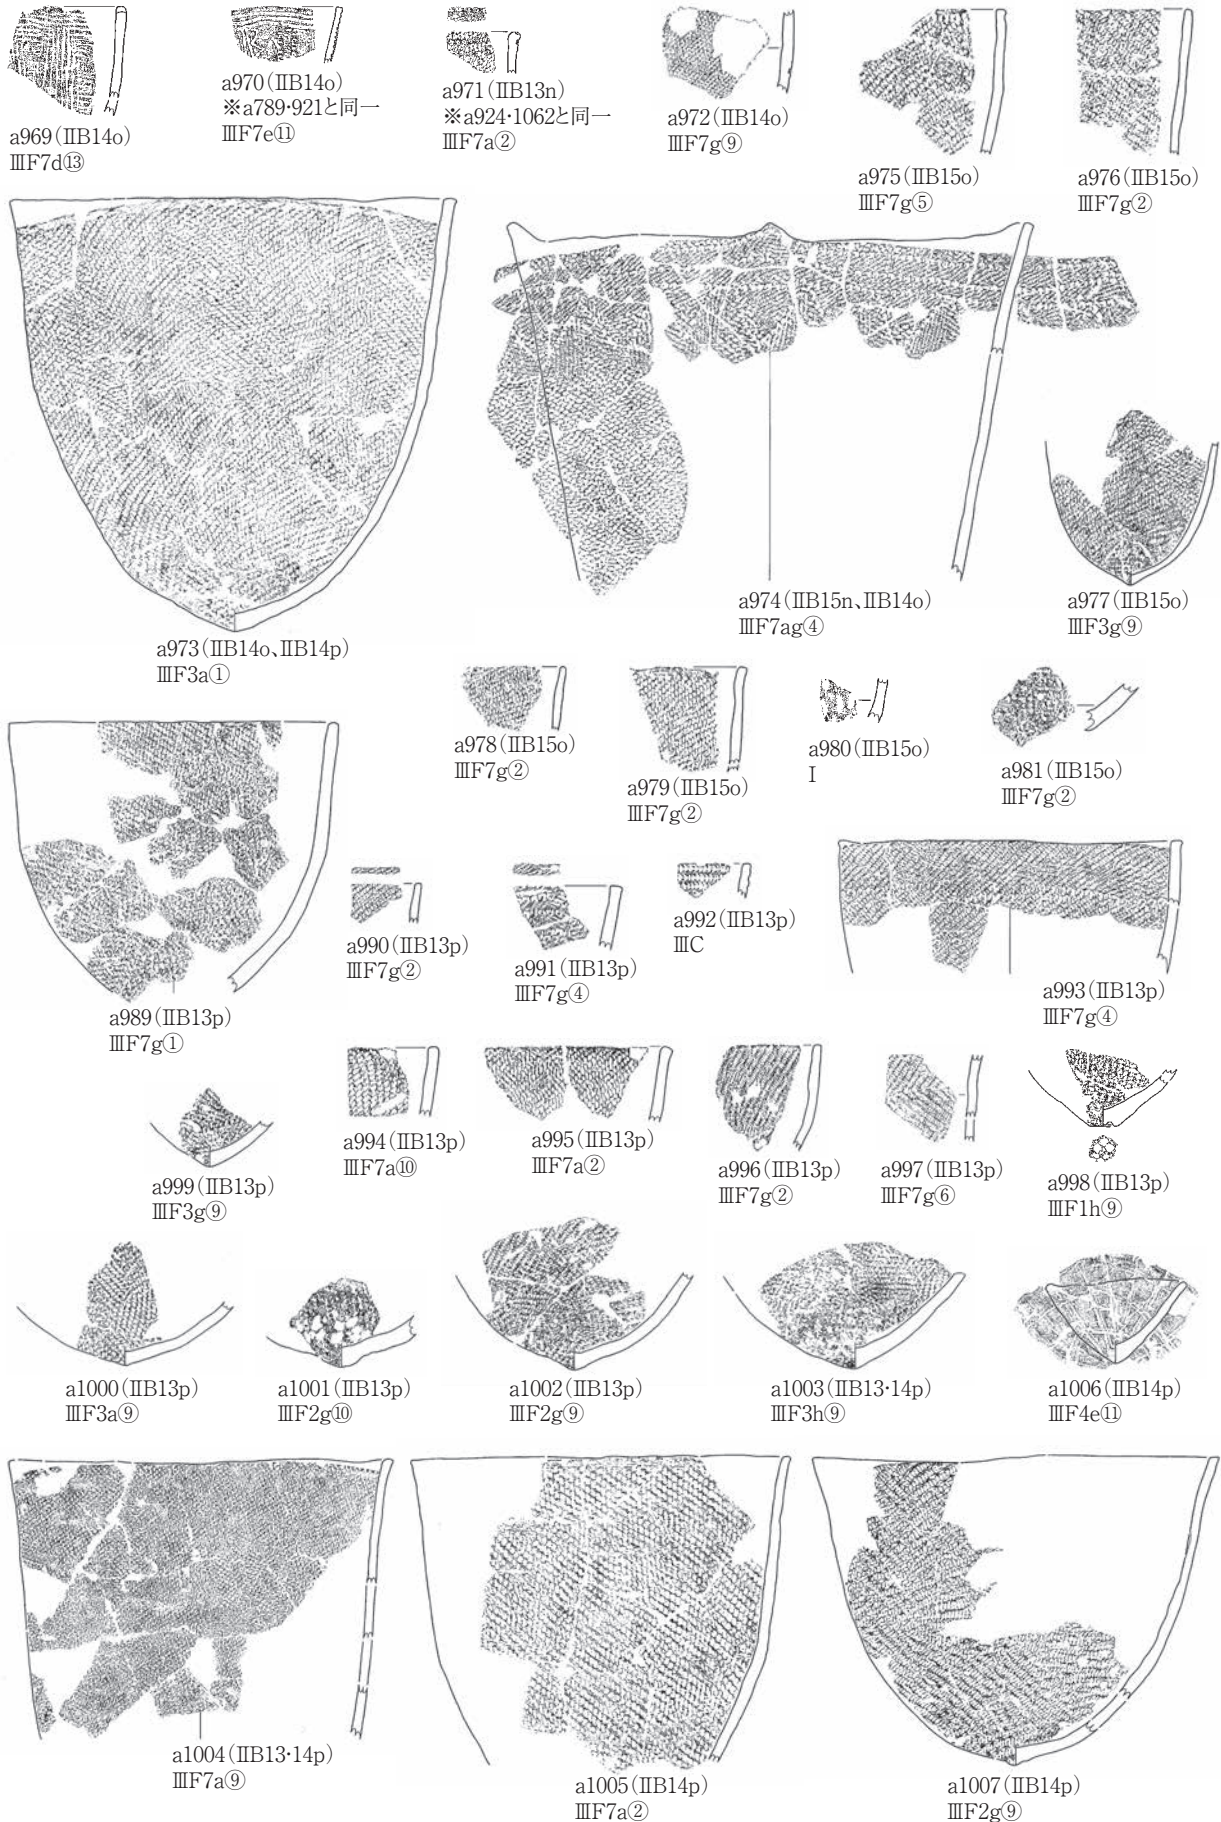 a969(ⅡB14o)
ⅢF7d⑬
a970(ⅡB14o)
※a789･921と同一
ⅢF7e⑪
a971(ⅡB13n)
※a924･1062と同一
ⅢF7a②
a972(ⅡB14o)
ⅢF7g⑨
a975(ⅡB15o)
ⅢF7g⑤
a976(ⅡB15o)
ⅢF7g②
a973(ⅡB14o、ⅡB14p)
ⅢF3a①
a974(ⅡB15n、ⅡB14o)
ⅢF7ag④
a977(ⅡB15o)
ⅢF3g⑨
a978(ⅡB15o)
ⅢF7g②
a979(ⅡB15o)
ⅢF7g②
a980(ⅡB15o)
Ⅰ
a981(ⅡB15o)
ⅢF7g②
a989(ⅡB13p)
ⅢF7g①
a990(ⅡB13p)
ⅢF7g②
a991(ⅡB13p)
ⅢF7g④
a992(ⅡB13p)
ⅢC
a993(ⅡB13p)
ⅢF7g④
a999(ⅡB13p)
ⅢF3g⑨
a994(ⅡB13p)
ⅢF7a⑩
a995(ⅡB13p)
ⅢF7a②
a996(ⅡB13p)
ⅢF7g②
a997(ⅡB13p)
ⅢF7g⑥
a998(ⅡB13p)
ⅢF1h⑨
a1000(ⅡB13p)
ⅢF3a⑨
a1001(ⅡB13p)
ⅢF2g⑩
a1002(ⅡB13p)
ⅢF2g⑨
a1003(ⅡB13･14p)
ⅢF3h⑨
a1006(ⅡB14p)
ⅢF4e⑪
a1004(ⅡB13･14p)
ⅢF7a⑨
a1005(ⅡB14p)
ⅢF7a②
a1007(ⅡB14p)
ⅢF2g⑨